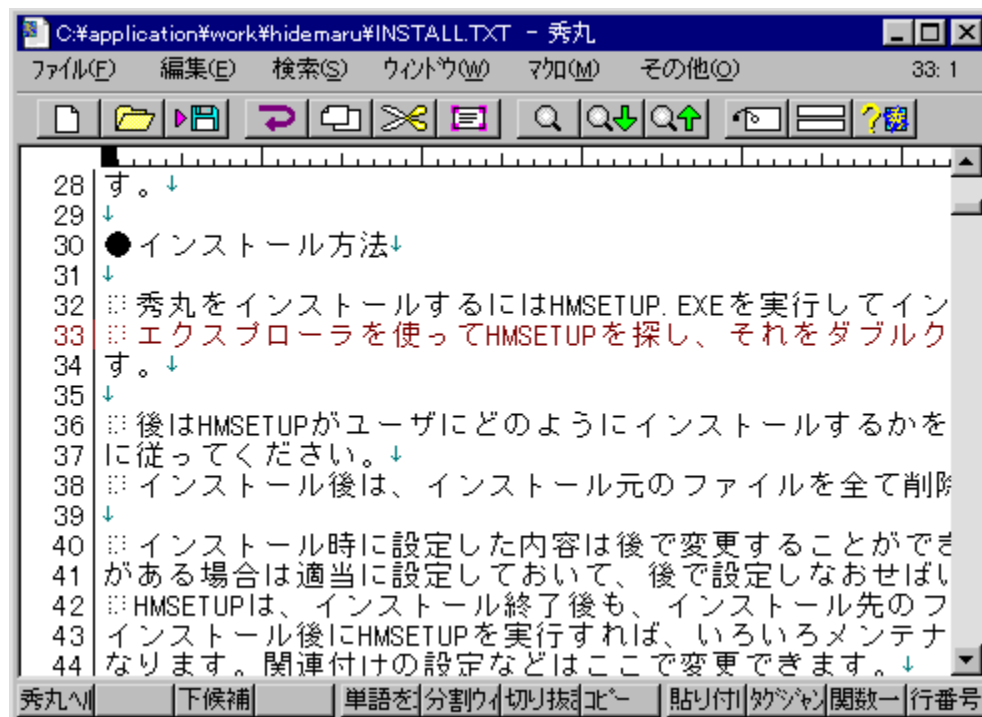 C:¥application¥work¥hidemaru¥INSTALL.TXT - 秀丸
ファイル(F) 編集(E) 検索(S) ウィンドウ(W) マクロ(M) その他(O) 33: 1
28 す。↓
29 ↓
30 ●インストール方法↓
31 ↓
32 秀丸をインストールするにはHMSETUP.EXEを実行してイン
33 エクスプローラを使ってHMSETUPを探し、それをダブルク
34 す。↓
35 ↓
36 後はHMSETUPがユーザにどのようにインストールするかを
37 に従ってください。↓
38 インストール後は、インストール元のファイルを全て削除
39 ↓
40 インストール時に設定した内容は後で変更することができ
41 がある場合は適当に設定しておいて、後で設定しなおせばい
42 HMSETUPは、インストール終了後も、インストール先のフ
43 インストール後にHMSETUPを実行すれば、いろいろメンテナ
44 なります。関連付けの設定などはここで変更できます。↓
秀丸ヘル 下候補 単語を 分割ウィ 切り抜き コピー 貼り付け タグジャン 関数一 行番号